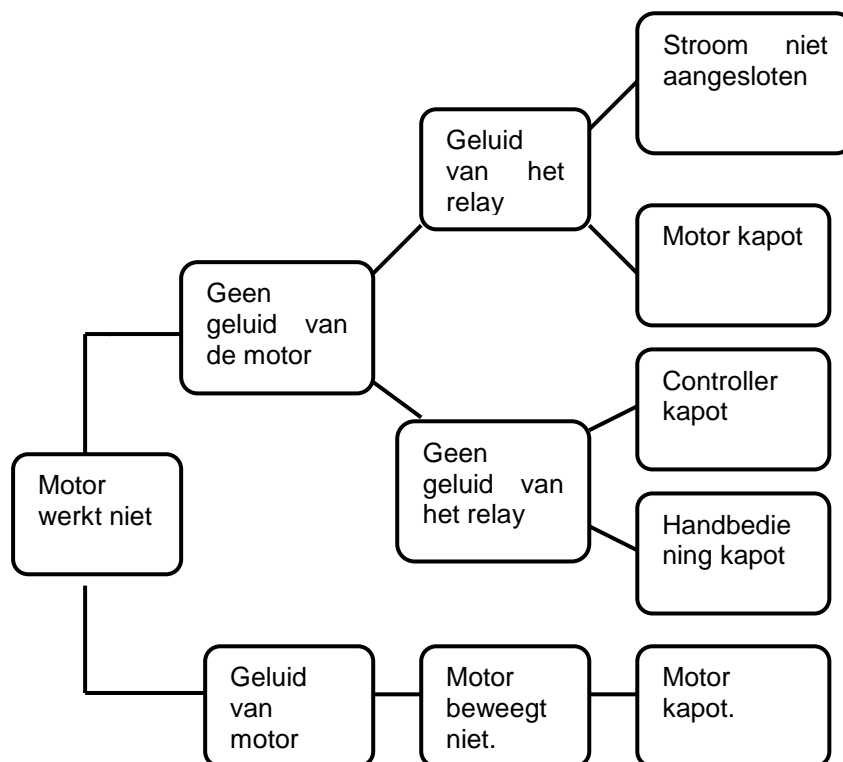 Stroom niet
aangesloten
Geluid
van het
relay
Motor kapot
Geen
geluid van
de motor
Controller
kapot
Geen
geluid van
het relay
Motor
werkt niet
Handbedie
ning kapot
Geluid
van
motor
Motor
beweegt
niet.
Motor
kapot.